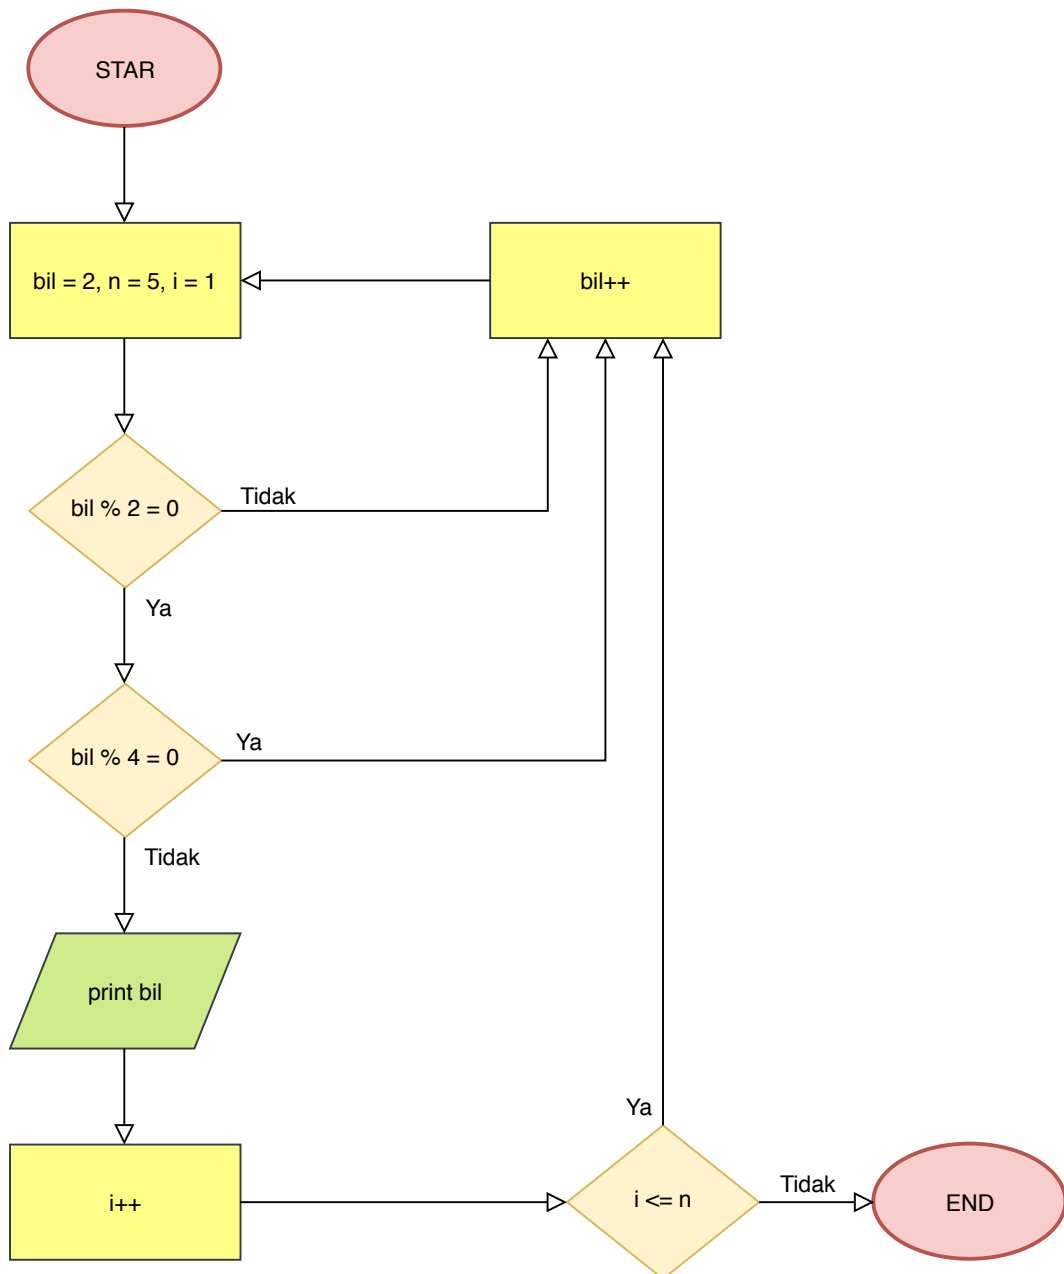 STAR
bil = 2, n = 5, i = 1
bil++
bil % 2 = 0
Tidak
Ya
bil % 4 = 0
Ya
Tidak
print bil
i++
Ya
i <= n
Tidak
END